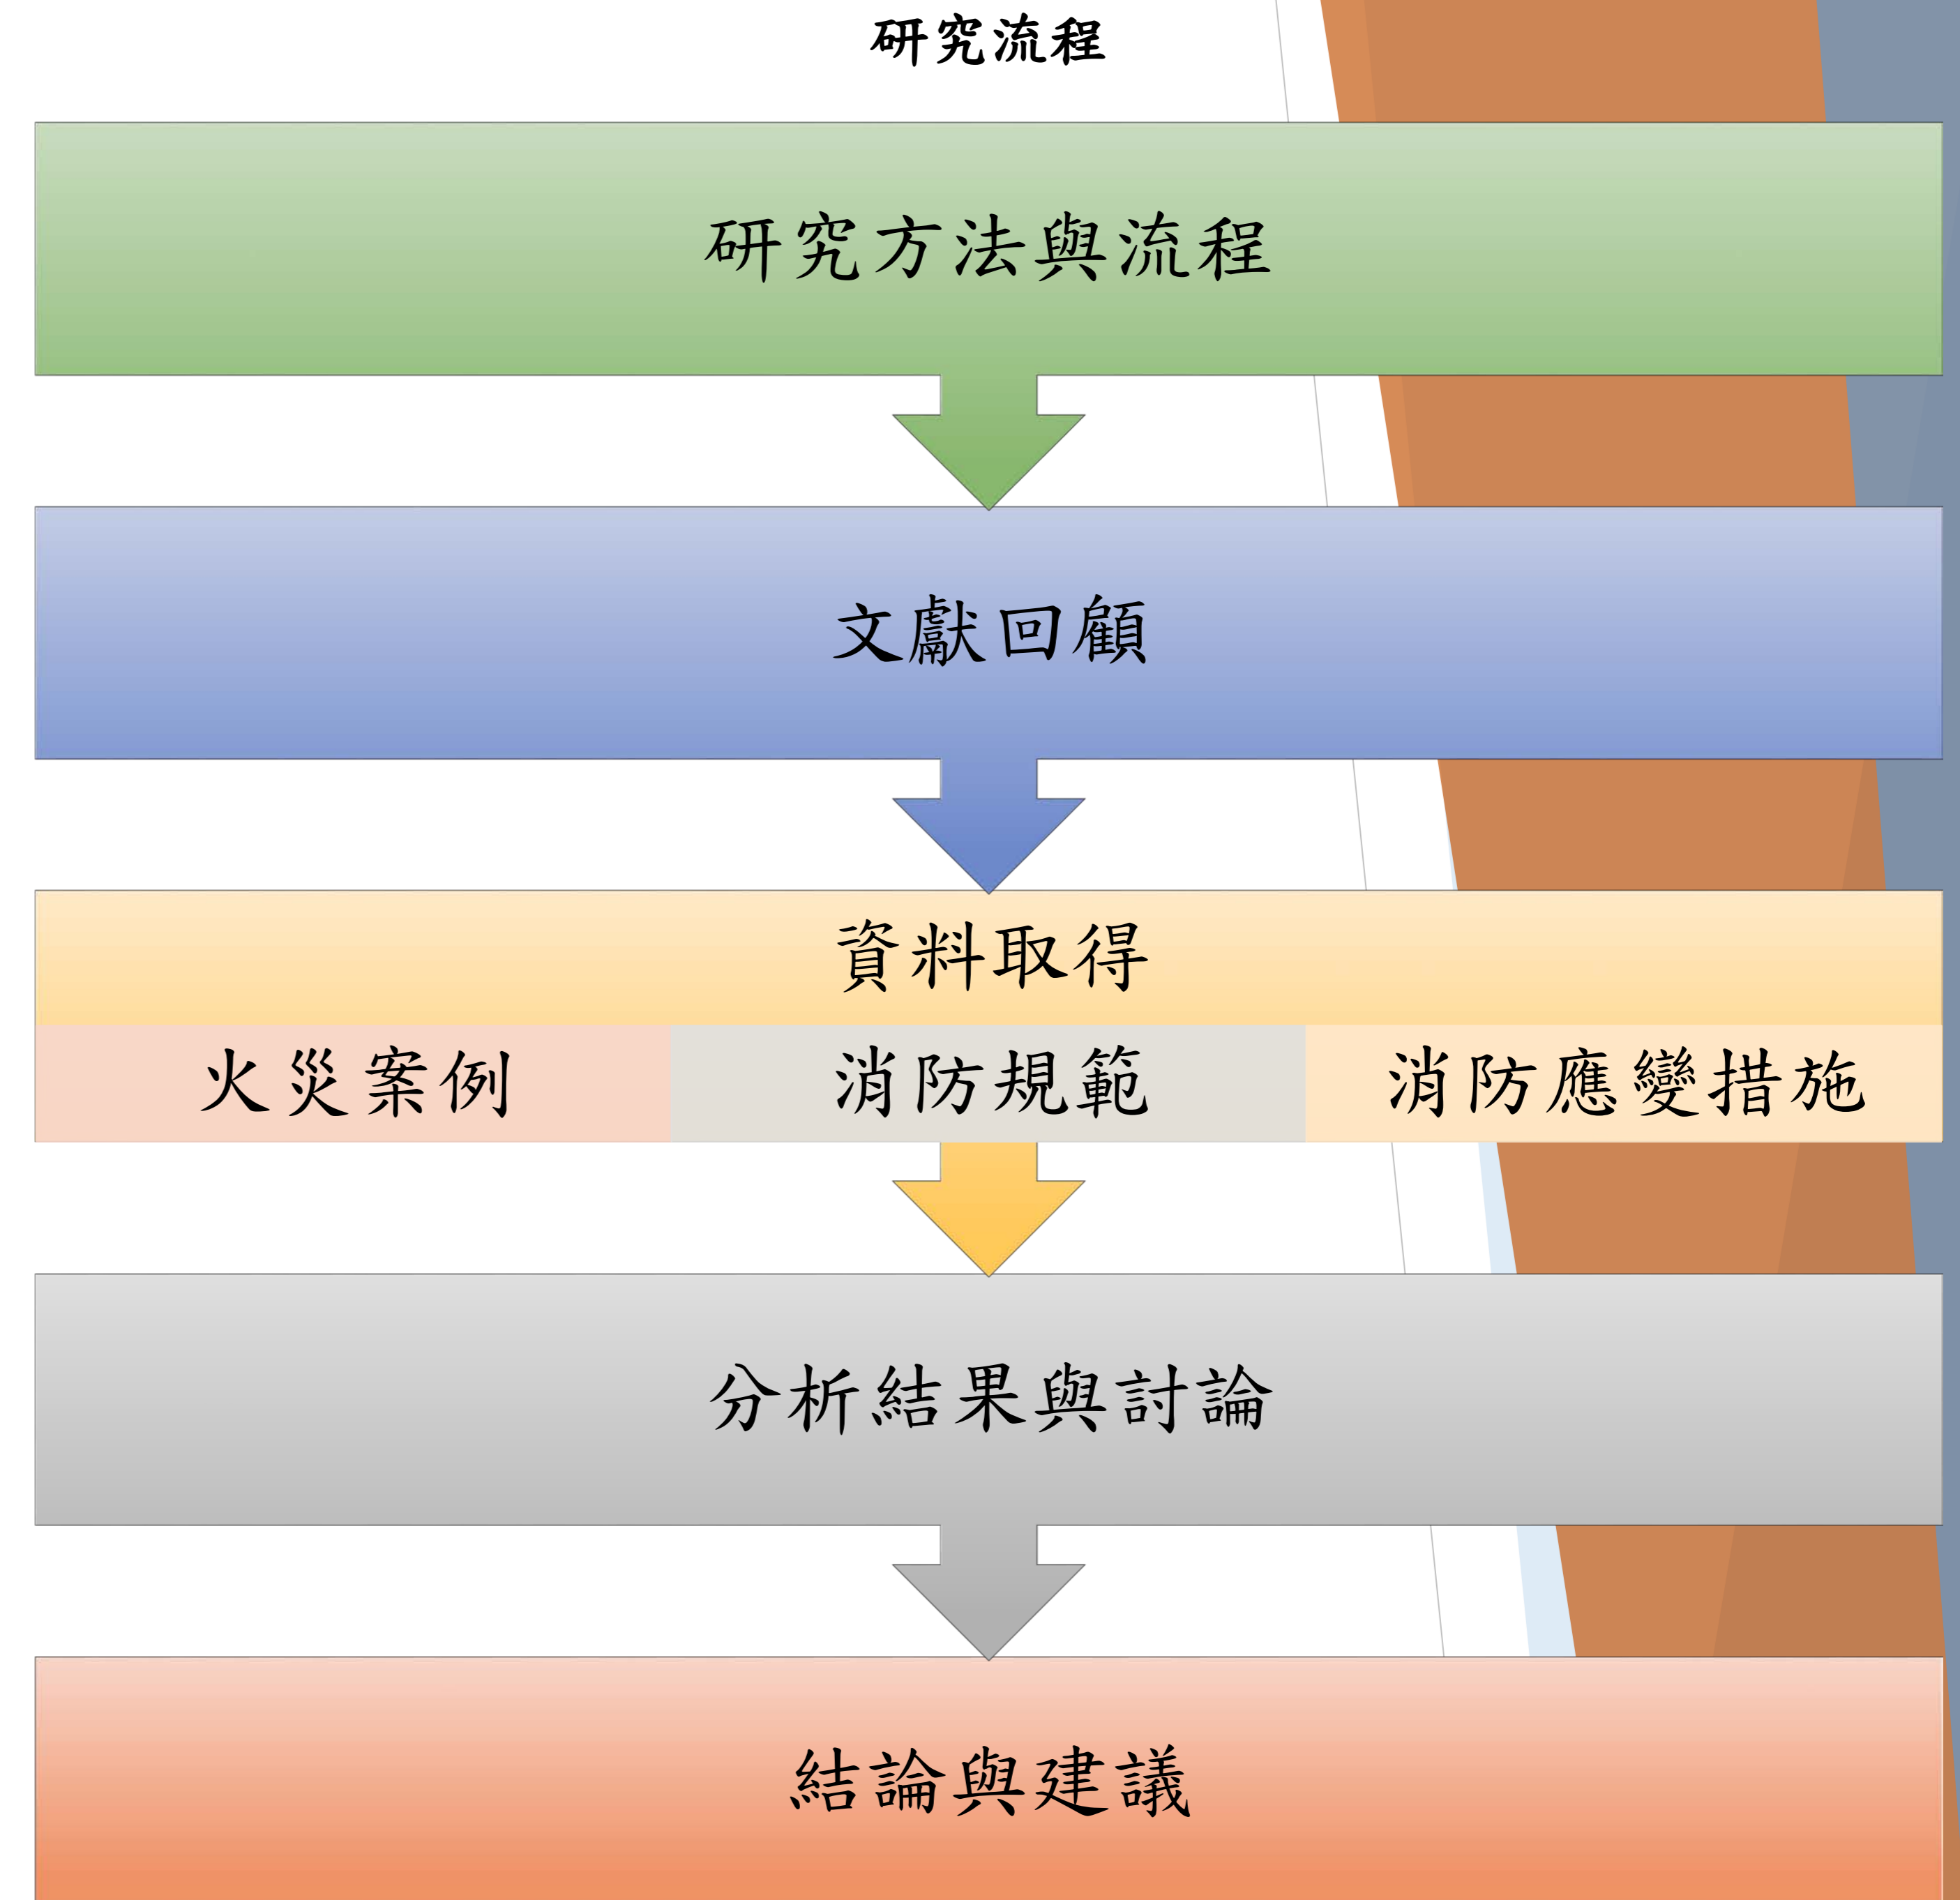 研究流程
研究方法與流程
文獻回顧
資料取得
火災案例 消防規範 消防應變措施
分析結果與討論
結論與建議